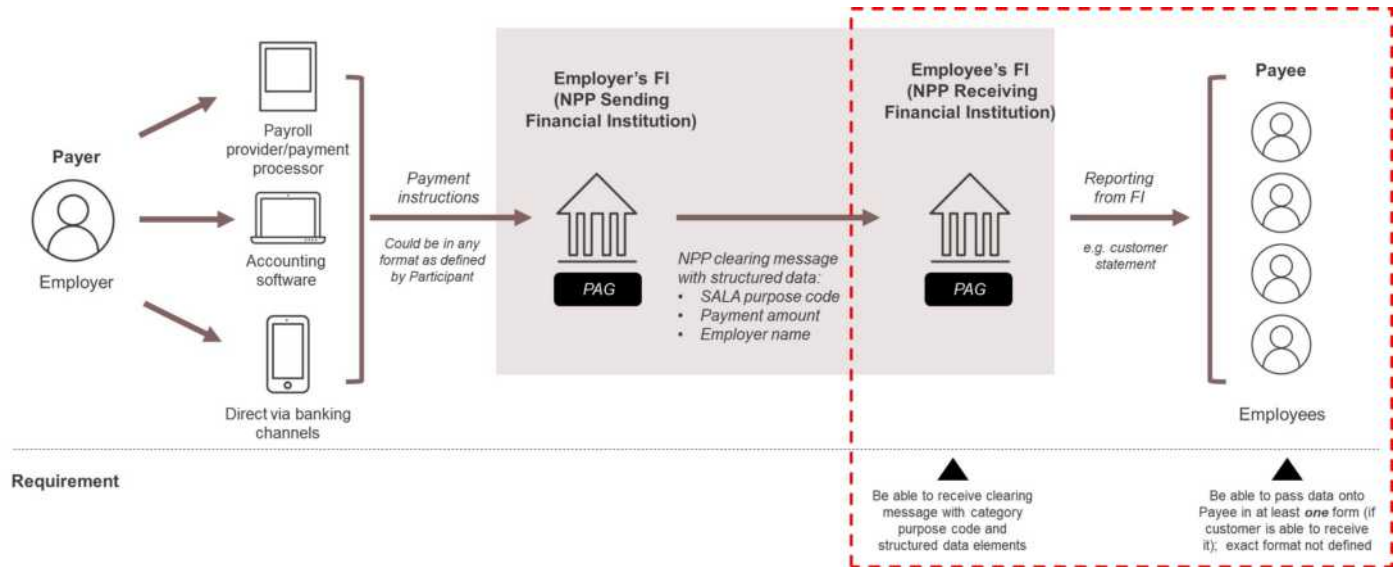 Payer
Employer
Payroll
provider/payment
processor
Accounting
software
Direct via banking
channels
Payment
instructions
Could be in any
format as defined
by Participant
Employer's FI
(NPP Sending
Financial Institution)
PAG
NPP clearing message
with structured data:
• SALA purpose code
• Payment amount
• Employer name
Employee's FI
(NPP Receiving
Financial Institution)
PAG
Reporting
from FI
e.g. customer
statement
Payee
Employees
Requirement
Be able to receive clearing
message with category
purpose code and
structured data elements
Be able to pass data onto
Payee in at least one form (if
customer is able to receive
it); exact format not defined